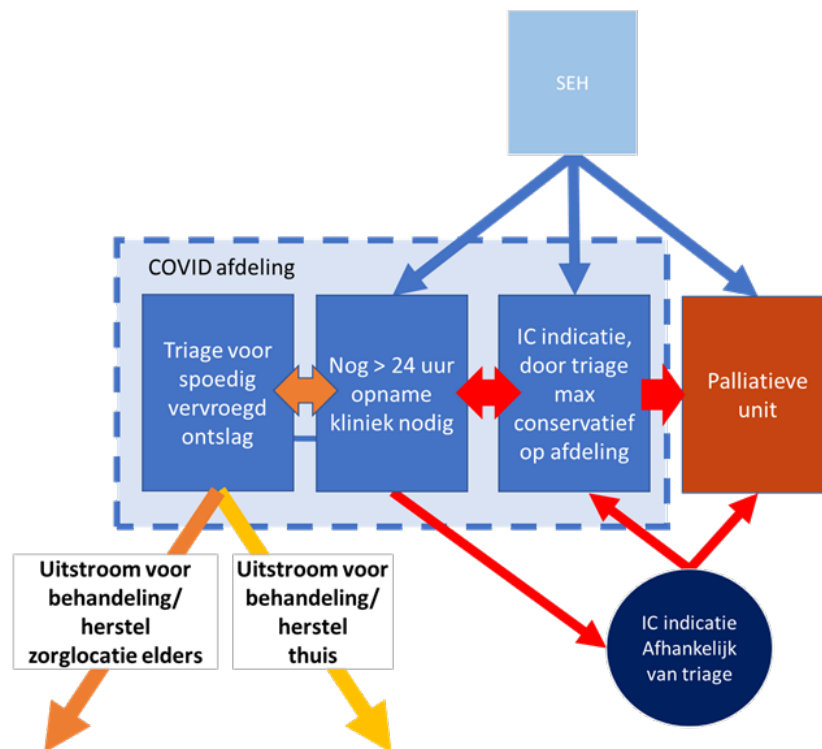 SEH
COVID afdeling
Triage voor
spoedig
vervroegd
ontslag
Nog > 24 uur
opname
kliniek nodig
IC indicatie,
door triage
max
conservatief
op afdeling
Palliatieve
unit
Uitstroom voor
behandeling/
herstel
zorglocatie elders
Uitstroom voor
behandeling/
herstel
thuis
IC indicatie
Afhankelijk
van triage